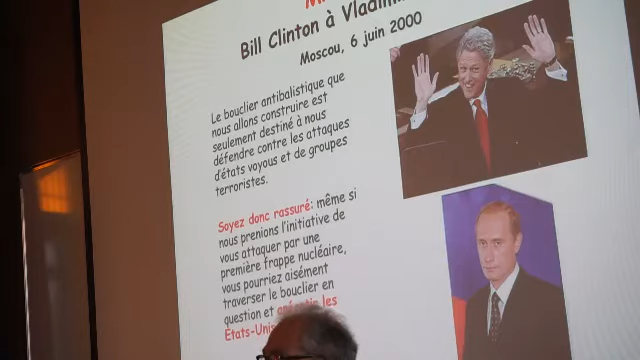 Bill Clinton à Vladimi
Moscou, 6 juin 2000
Le bouclier antibalistique que
nous allons construire est
seulement destiné à nous
défendre contre les attaques
d'états voyous et de groupes
terroristes.
Soyez donc rassuré: même si
nous prenions l'initiative de
vous attaquer par une
première frappe nucléaire,
vous pourriez aisément
traverser le bouclier en
question et les
États-Unis